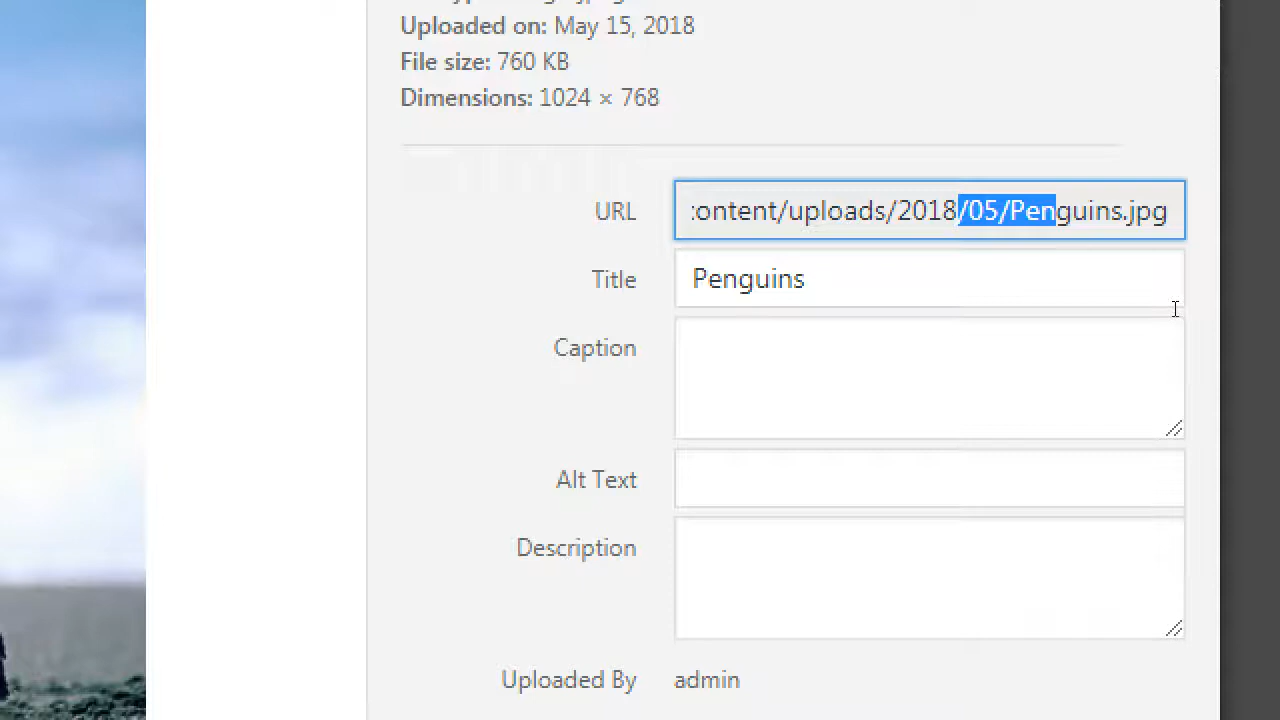 Uploaded on: May 15, 2018
File size: 760 KB
Dimensions: 1024 × 768
URL :ontent/uploads/2018/05/Penguins.jpg
Title Penguins
Caption
Alt Text
Description
Uploaded By admin